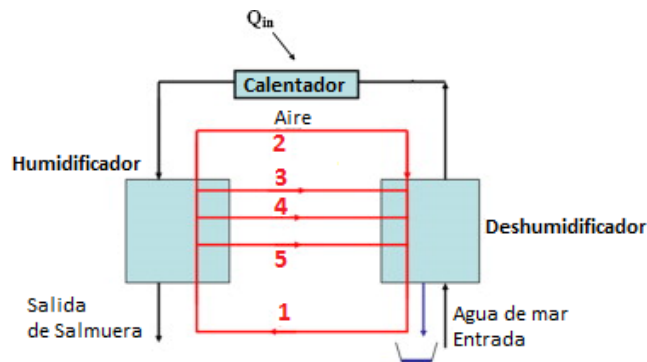 Qin
Calentador
Aire
2
Humidificador
3
4
Deshumidificador
5
1
Salida
de Salmuera
Agua de mar
Entrada